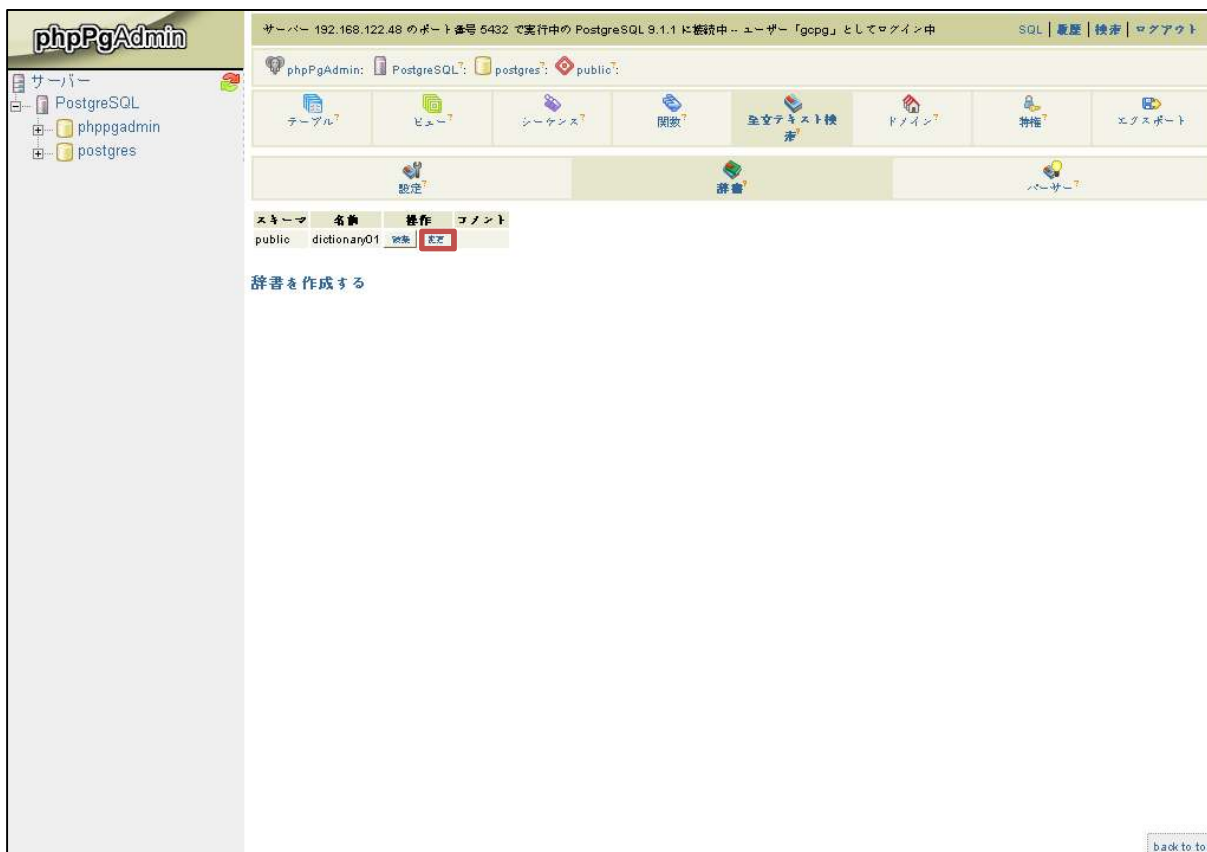 phpPgAdmin
サーバー 192.168.122.48 のポート番号 5432 で実行中の PostgreSQL 9.1.1 に接続中 -- ユーザー 「gcpg」 としてログイン中
SQL | 履歴 | 検索 | ログアウト
サーバー
PostgreSQL
phppgadmin
postgres
phpPgAdmin: PostgreSQL?: postgres?: public?:
テーブル? ビュー? シーケンス? 関数? 全文テキスト検
索? ドメイン? 特権? エクスポート
設定? 辞書? パーサー?
スキーマ 名前 操作 コメント
public dictionary01 破棄 変更
辞書を作成する
back to to